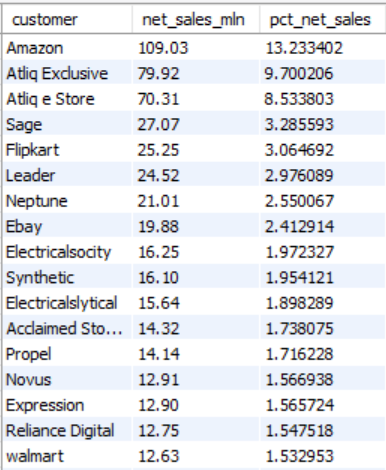 customer net_sales_mln pct_net_sales
Amazon 109.03 13.233402
Atliq Exclusive 79.92 9.700206
Atliq e Store 70.31 8.533803
Sage 27.07 3.285593
Flipkart 25.25 3.064692
Leader 24.52 2.976089
Neptune 21.01 2.550067
Ebay 19.88 2.412914
Electricalsocity 16.25 1.972327
Synthetic 16.10 1.954121
Electricalslytical 15.64 1.898289
Acclaimed Sto... 14.32 1.738075
Propel 14.14 1.716228
Novus 12.91 1.566938
Expression 12.90 1.565724
Reliance Digital 12.75 1.547518
walmart 12.63 1.532953